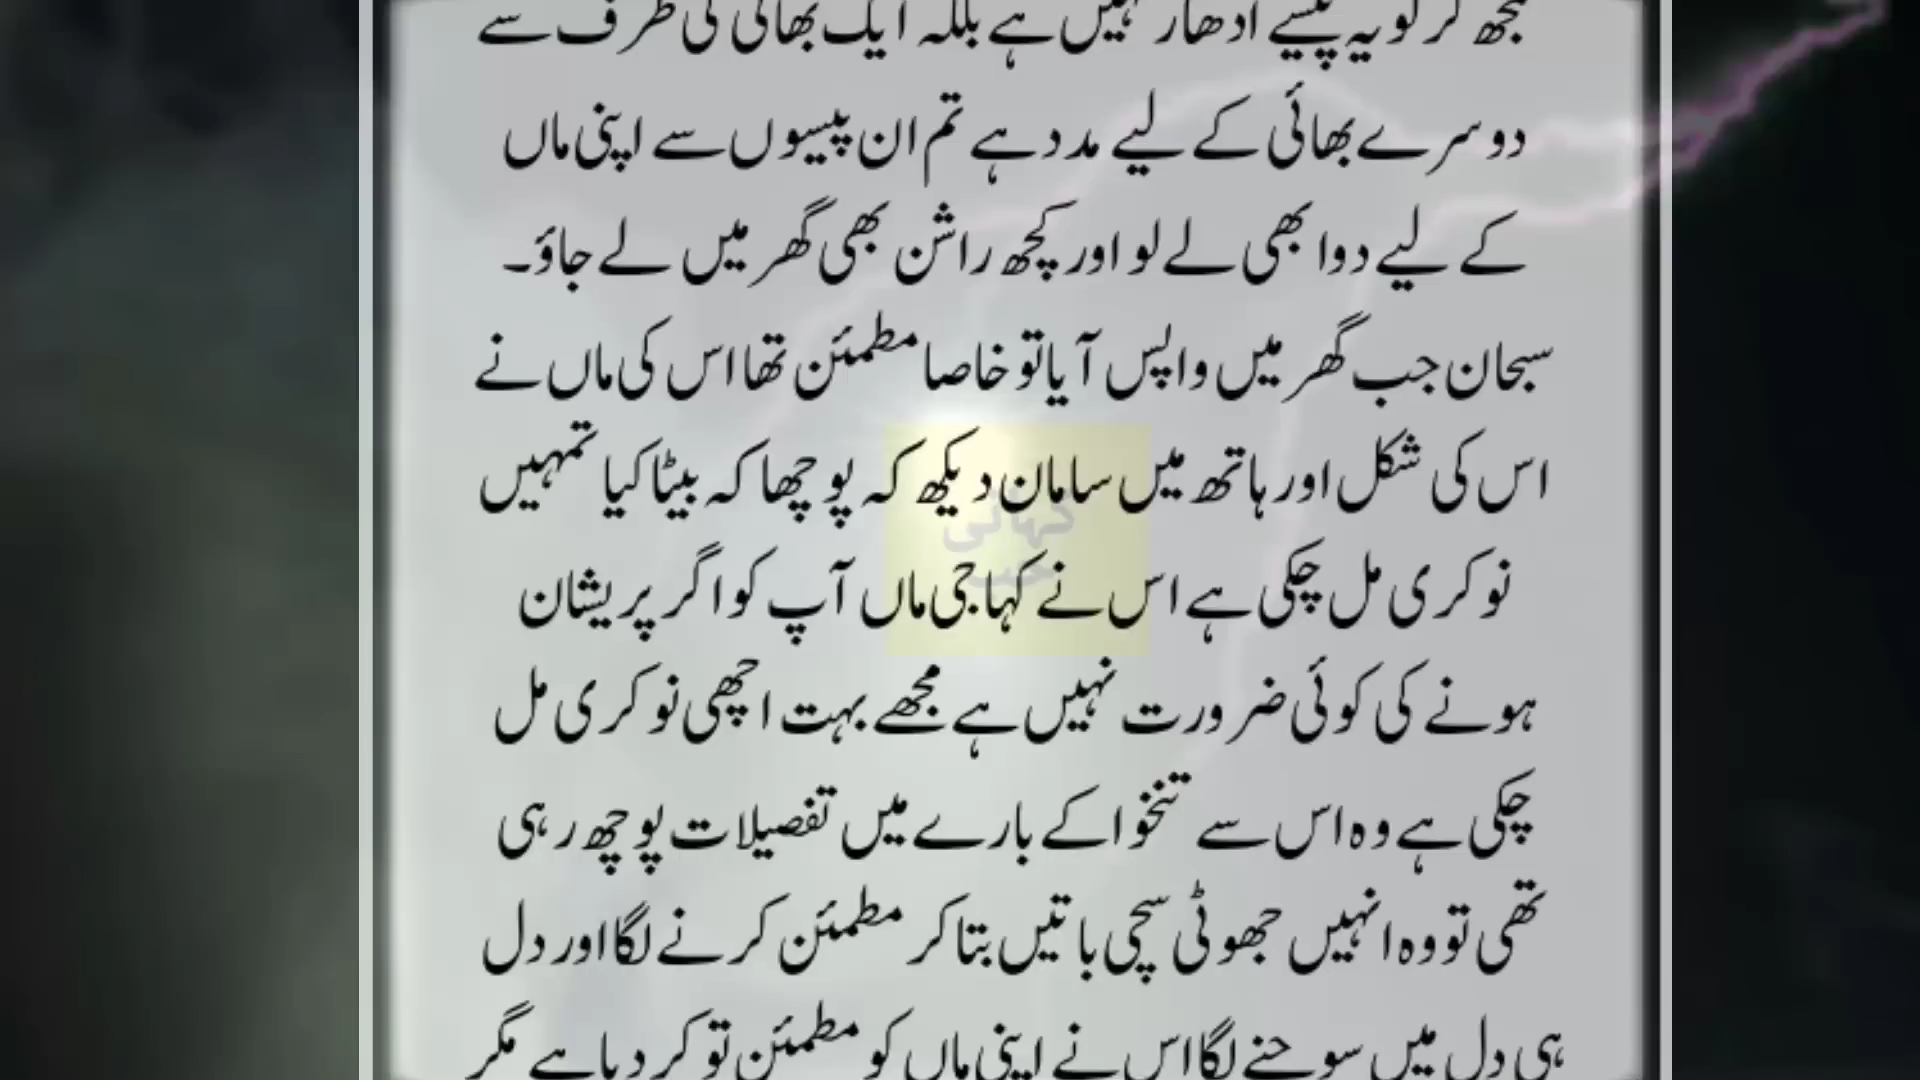 سمجھ کر لو یہ پیسے ادھار نہیں ہے بلکہ ایک بھائی کی طرف سے
دوسرے بھائی کے لیے مدد ہے تم ان پیسیوں سے اپنی ماں
کے لیے دوا بھی لے لو اور کچھ راشن بھی گھر میں لے جاؤ۔
سبحان جب گھر میں واپس آیا تو خاصا مطمئن تھا اس کی ماں نے
اس کی شکل اور ہاتھ میں سامان دیکھ کہ پوچھا کہ بیٹا کیا تمہیں
نوکری مل چکی ہے اس نے کہا جی ماں آپ کو اگر پریشان
ہونے کی کوئی ضرورت نہیں ہے مجھے بہت اچھی نوکری مل
چکی ہے وہ اس سے تنخوا کے بارے میں تفصیلات پوچھ رہی
تھی تو وہ انہیں جھوٹی سچی باتیں بتا کر مطمئن کرنے لگا اور دل
ہی دل میں سوچنے لگا اس نے اپنی ماں کو مطمئن تو کر دیا ہے مگر
کہانی